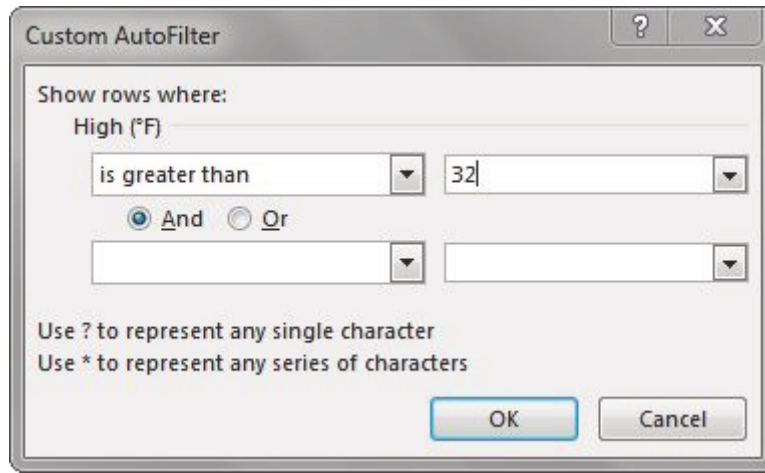 Custom AutoFilter ?
Show rows where:
High (°F)
is greater than 32
And Or
Use ? to represent any single character
Use * to represent any series of characters
OK Cancel